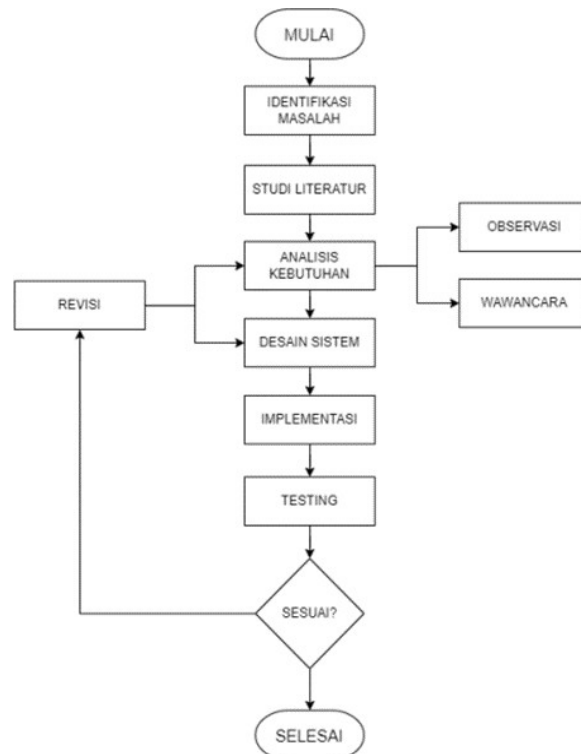 MULAI
IDENTIFIKASI
MASALAH
STUDI LITERATUR
ANALISIS
KEBUTUHAN
OBSERVASI
WAWANCARA
REVISI
DESAIN SISTEM
IMPLEMENTASI
TESTING
SESUAI?
SELESAI